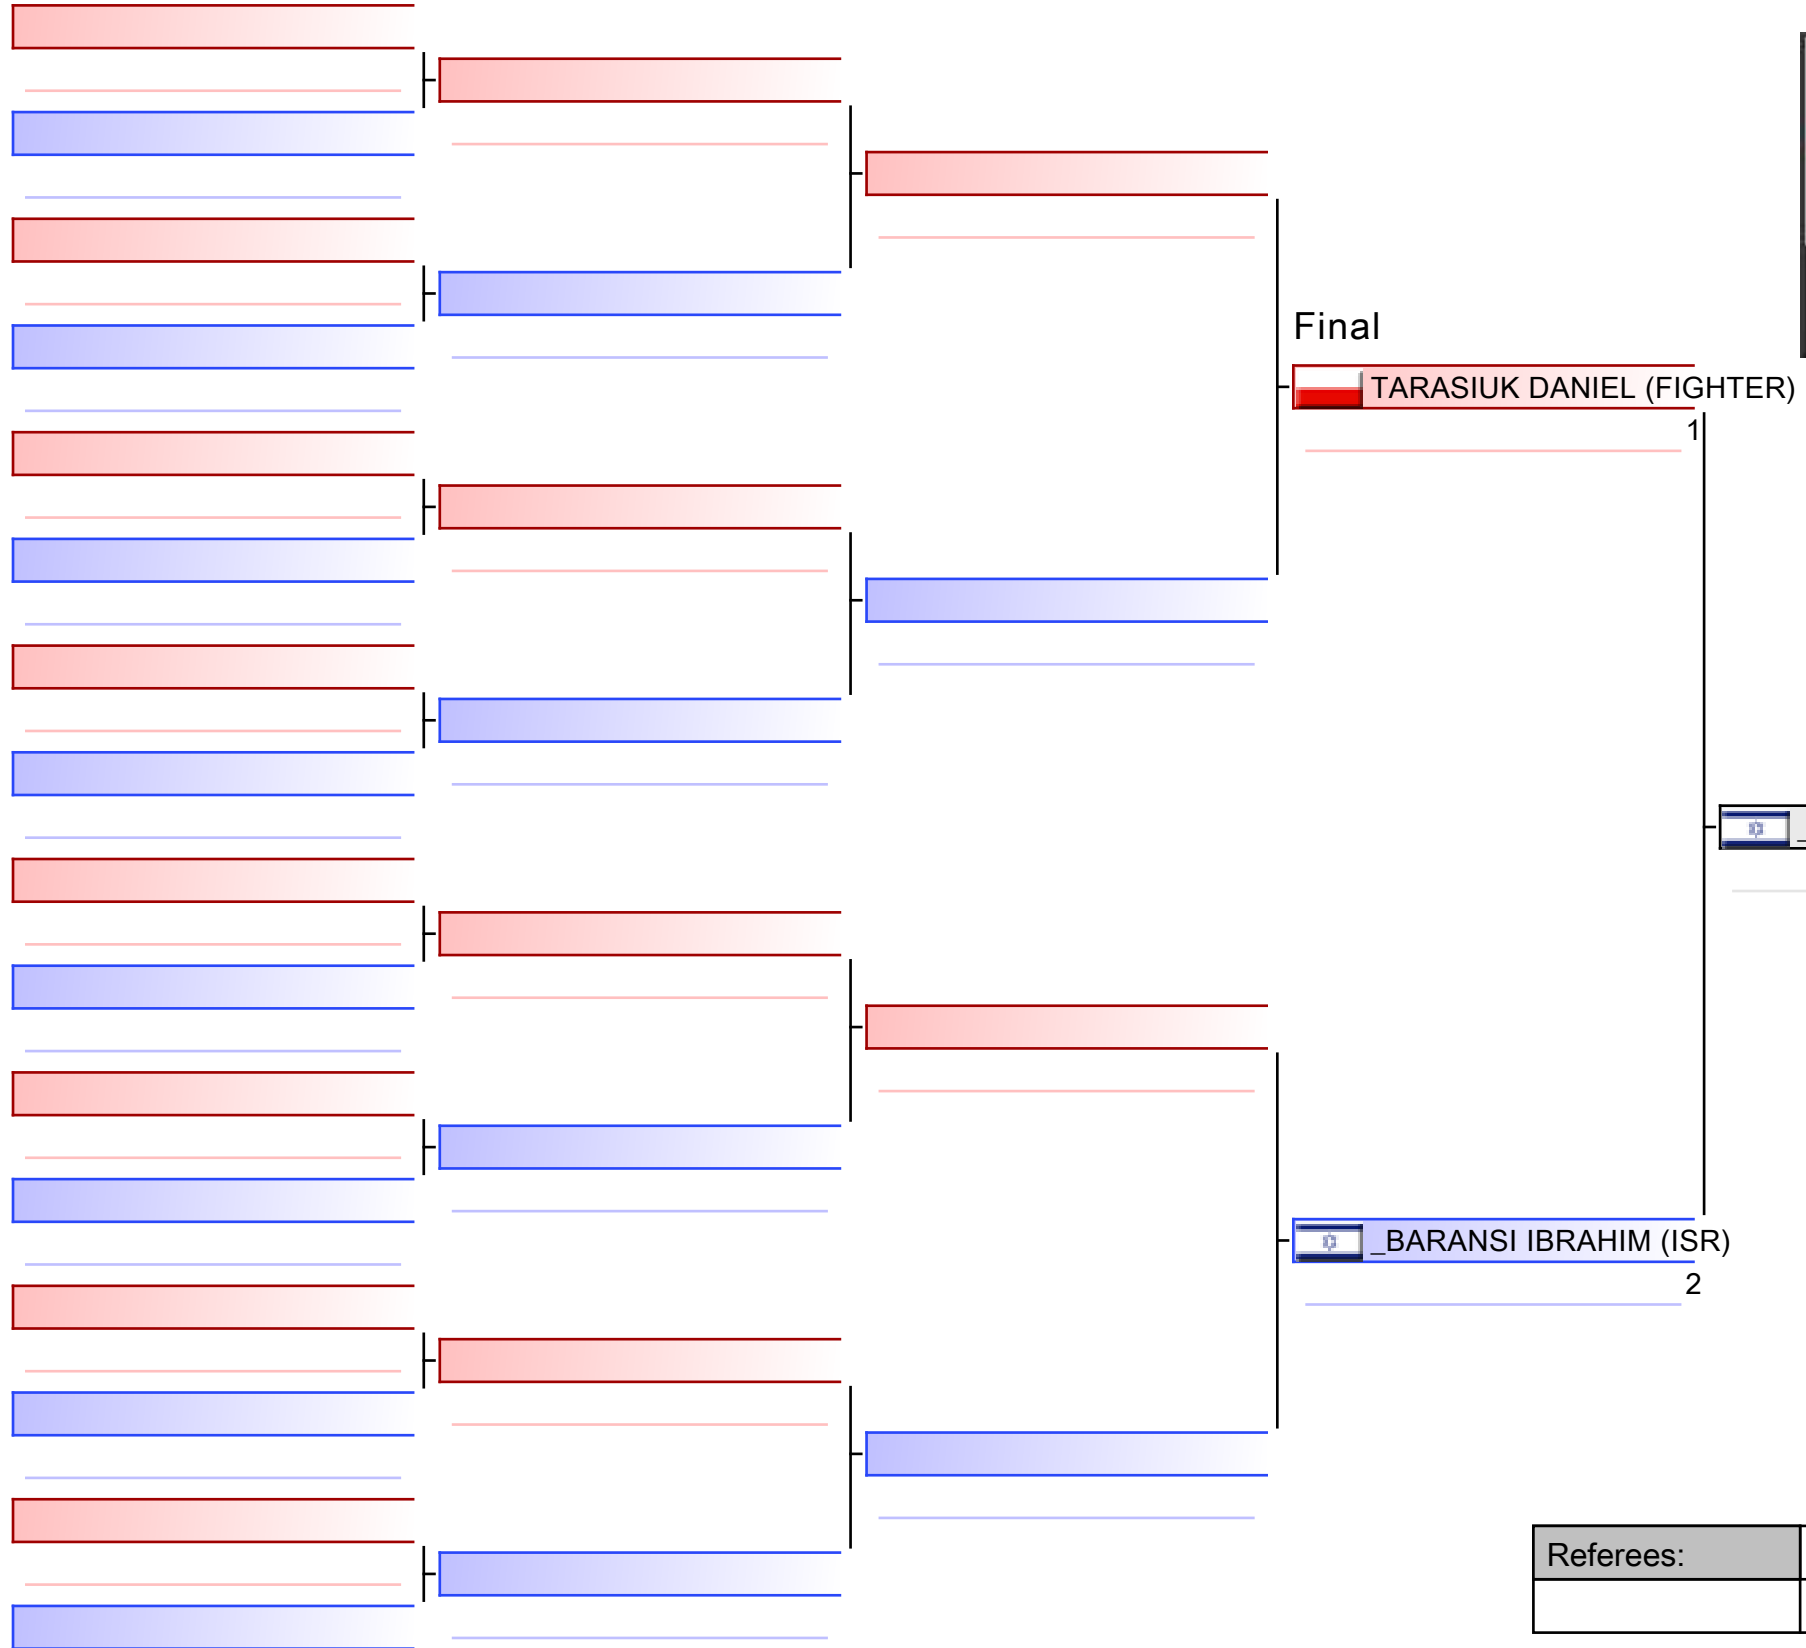 Final
TARASIUK DANIEL (FIGHTER)
1
_
_BARANSI IBRAHIM (ISR)
2
Referees: